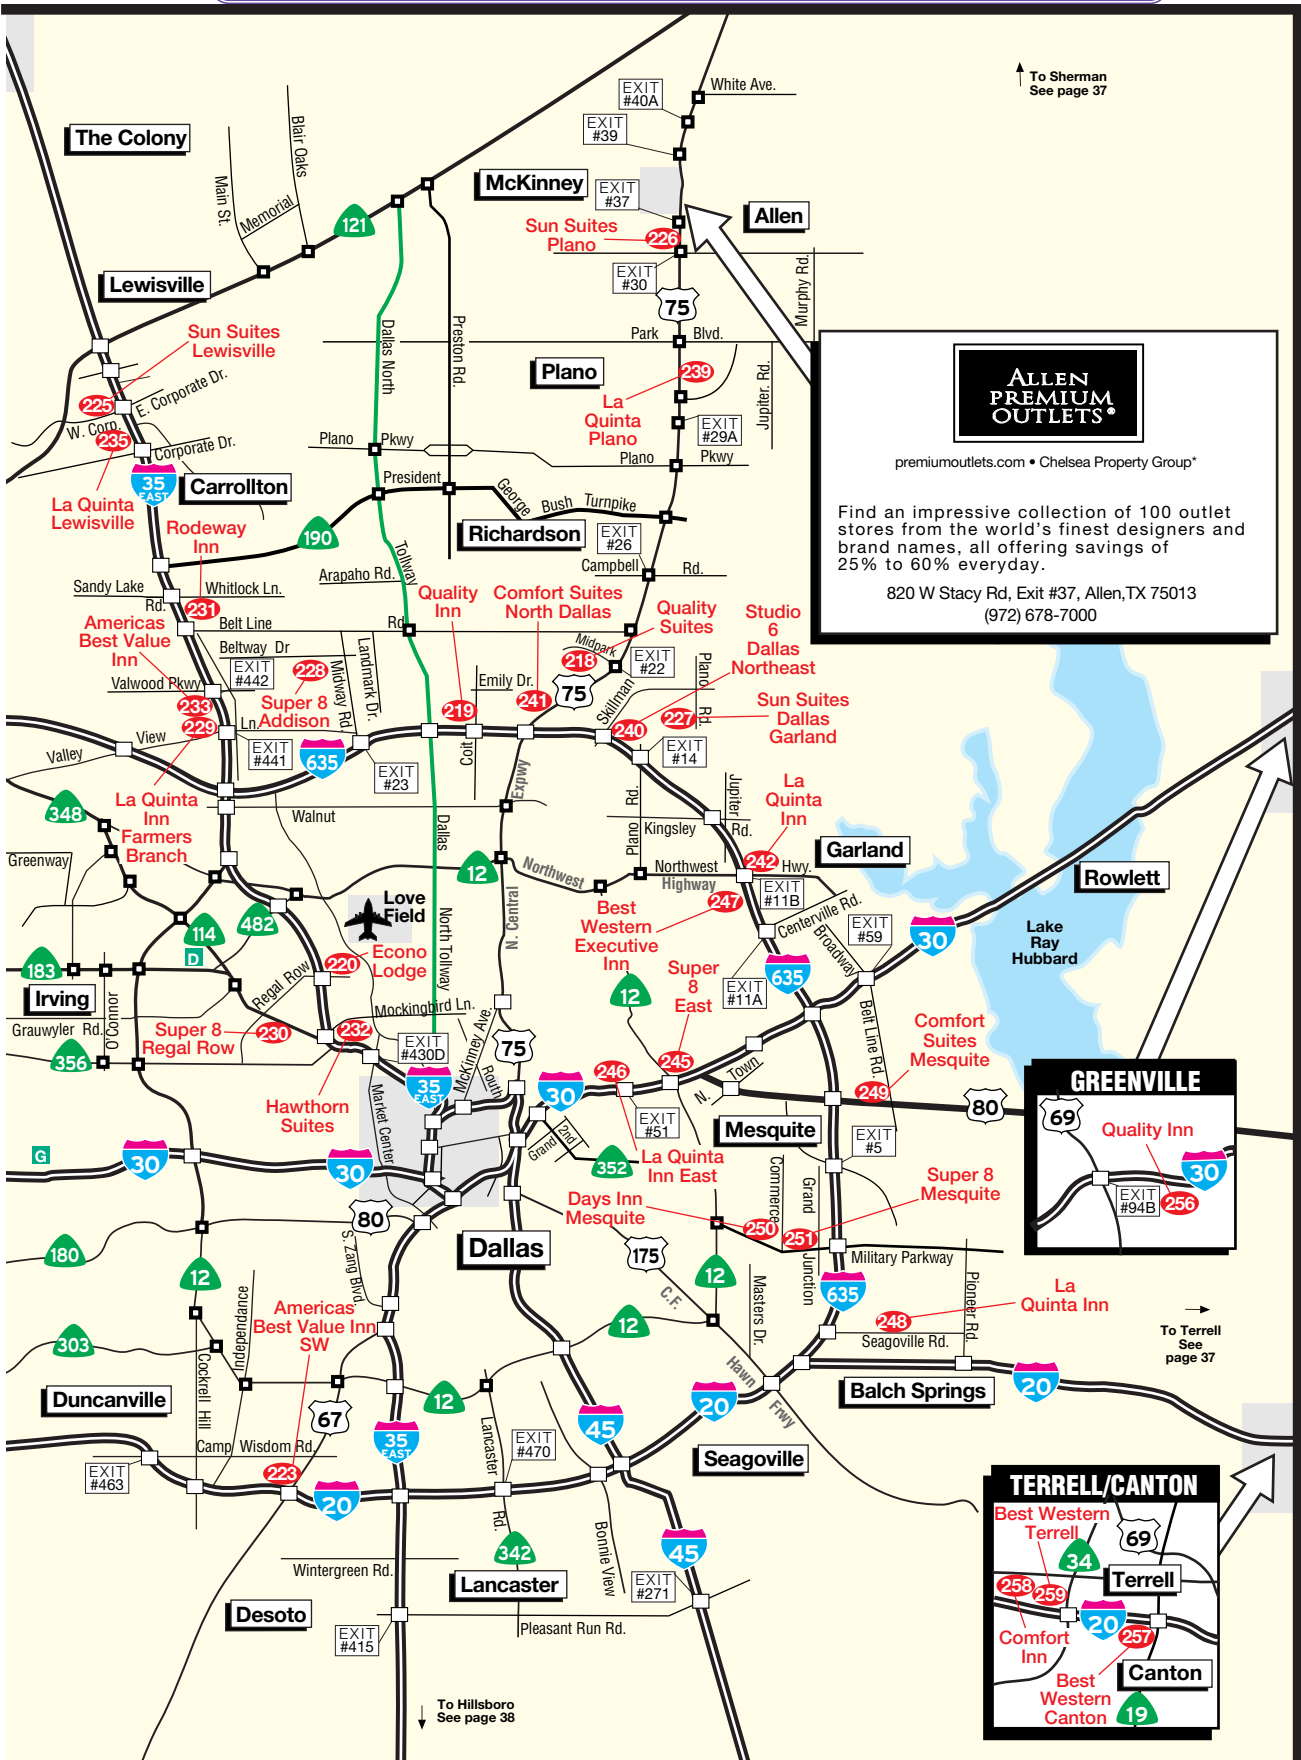 White Ave.
EXIT
#40A
EXIT
#39
To Sherman
See page 37
The Colony
Blair Oaks
Main St.
Memorial
McKinney
EXIT
#37
Allen
121
Sun Suites
Plano
226
EXIT
#30
Murphy Rd.
Lewisville
75
Sun Suites
Lewisville
Dallas North
Preston Rd.
Park Blvd.
Plano
239
La
Quinta
Plano
Jupiter. Rd.
ALLEN
PREMIUM
OUTLETS®
225
E. Corporate Dr.
W. Corp.
235
Corporate Dr.
EXIT
#29A
Plano Pkwy
Plano Pkwy
premiumoutlets.com • Chelsea Property Group*
35
EAST
Carrollton
La Quinta
Lewisville
President
George
Bush Turnpike
Find an impressive collection of 100 outlet
stores from the world's finest designers and
brand names, all offering savings of
25% to 60% everyday.
820 W Stacy Rd, Exit #37, Allen,TX 75013
(972) 678-7000
Rodeway
Inn
190
Richardson
EXIT
#26
Campbell Rd.
Tollway
Arapaho Rd.
Sandy Lake
Rd.
Whitlock Ln.
231
Quality
Inn
Comfort Suites
North Dallas
Quality
Suites
Studio
6
Dallas
Northeast
Americas
Best Value
Inn
Belt Line Rd.
Beltway Dr
Landmark Dr.
Midway Rd.
EXIT
#442
228
Super 8
Addison
Midpark
218
EXIT
#22
Plano
Rd.
Valwood Pkwy
233
229
Emily Dr.
241
75
Skillman
219
240
227
Sun Suites
Dallas
Garland
Valley
View
Ln.
EXIT
#441
635
EXIT
#23
Coit
EXIT
#14
Expwy
348
La Quinta
Inn
Farmers
Branch
Walnut
Dallas
Jupiter
Rd.
La
Quinta
Inn
Plano Rd.
Kingsley
Greenway
12
Northwest
Northwest
Highway
242
Hwy.
Garland
Rowlett
EXIT
#11B
Love
Field
482
114
D
N. Central
Best
Western
Executive
Inn
247
Centerville Rd.
Broadway
EXIT
#59
30
Lake
Ray
Hubbard
183
Irving
220
Econo
Lodge
North Tollway
Super
8
East
635
EXIT
#11A
12
Regal Row
Grauwyler Rd.
O'Connor
356
Super 8
Regal Row
230
232
Mockingbird Ln.
McKinney Ave.
EXIT
#430D
75
Belt Line Rd.
Comfort
Suites
Mesquite
245
246
Town.
N.
249
GREENVILLE
35
EAST
Route
30
Hawthorn
Suites
Market Center
EXIT
#51
Mesquite
80
69
Quality Inn
30
EXIT
#94B
256
EXIT
#5
Grand
2nd
352
La Quinta
Inn East
G
30
30
Commerce
Grand
Junction
Super 8
Mesquite
Days Inn
Mesquite
250
251
80
Dallas
175
Military Parkway
180
S. Zang Blvd.
12
12
C.F.
Masters Dr.
635
Pioneer Rd.
La
Quinta Inn
248
Seagoville Rd.
Americas
Best Value Inn
SW
Independance
303
12
To Terrell
See
page 37
Cockrell Hill
Duncanville
Hawn
Frwy
20
Balch Springs
20
12
67
35
EAST
Lancaster
Rd.
EXIT
#470
45
Camp Wisdom Rd.
EXIT
#463
223
20
Seagoville
TERRELL/CANTON
Best Western
Terrell
69
34
Terrell
258
259
20
257
Comfort
Inn
Canton
Best
Western
Canton
19
342
Bonnie View
45
Wintergreen Rd.
Lancaster
EXIT
#271
Desoto
EXIT
#415
Pleasant Run Rd.
To Hillsboro
See page 38